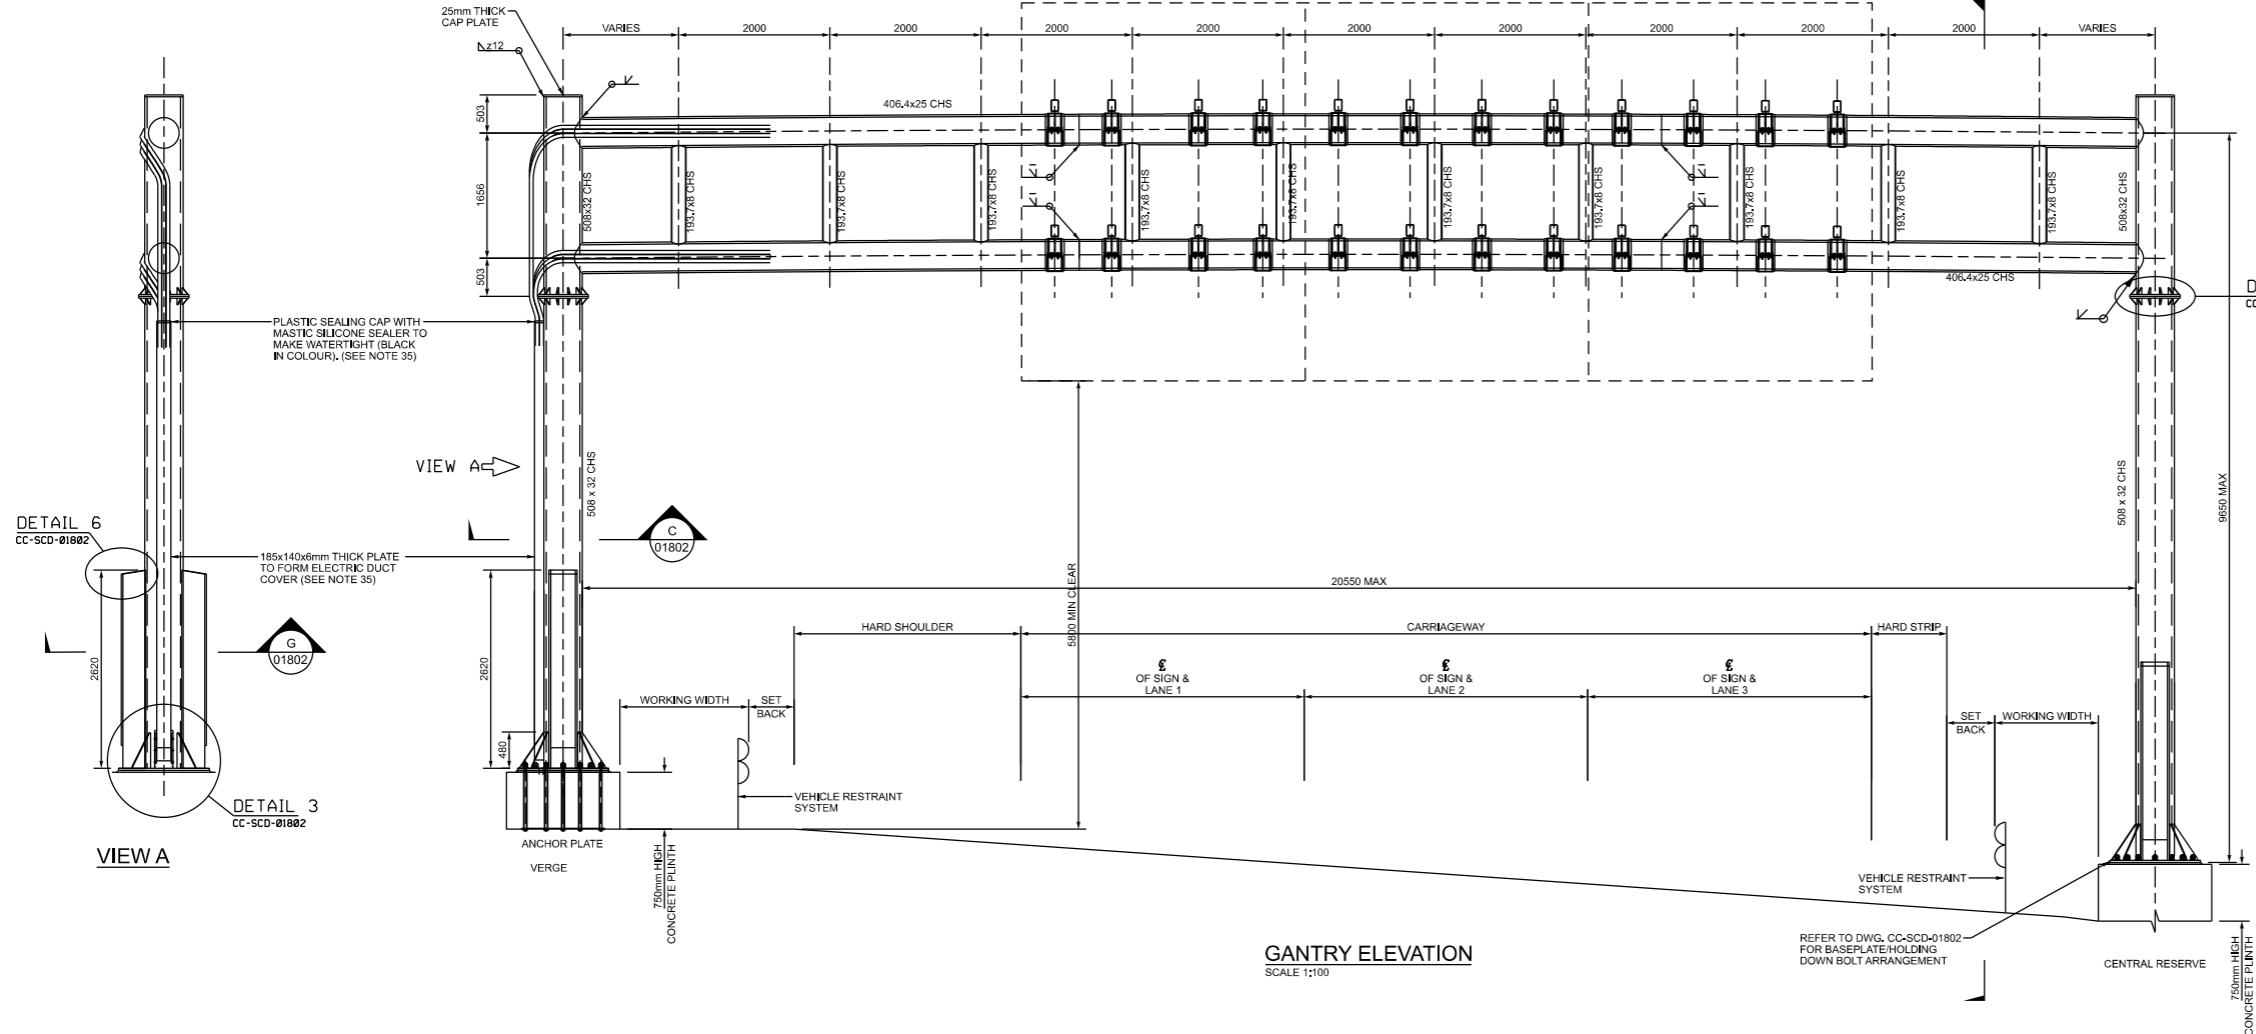 25mm THICK
CAP PLATE
z12
VARIES
2000
2000
2000
2000
2000
2000
2000
2000
2000
VARIES
503
1656
503
406.4x25 CHS
508x32 CHS
193.7x8 CHS
193.7x8 CHS
193.7x8 CHS
193.7x8 CHS
193.7x8 CHS
193.7x8 CHS
193.7x8 CHS
193.7x8 CHS
193.7x8 CHS
193.7x8 CHS
508x32 CHS
406.4x25 CHS
D
CC
PLASTIC SEALING CAP WITH
MASTIC SILICONE SEALER TO
MAKE WATERTIGHT (BLACK
IN COLOUR). (SEE NOTE 35)
VIEW A
508 x 32 CHS
508 x 32 CHS
9650 MAX
DETAIL 6
CC-SCD-01802
C
01802
185x140x6mm THICK PLATE
TO FORM ELECTRIC DUCT
COVER (SEE NOTE 35)
20550 MAX
5800 MIN CLEAR
G
01802
2620
2620
480
HARD SHOULDER
CARRIAGEWAY
HARD STRIP
℄
OF SIGN &
LANE 1
℄
OF SIGN &
LANE 2
℄
OF SIGN &
LANE 3
WORKING WIDTH
SET
BACK
SET
BACK
WORKING WIDTH
VEHICLE RESTRAINT
SYSTEM
DETAIL 3
CC-SCD-01802
VIEW A
ANCHOR PLATE
VERGE
750mm HIGH
CONCRETE PLINTH
VEHICLE RESTRAINT
SYSTEM
REFER TO DWG. CC-SCD-01802
FOR BASEPLATE/HOLDING
DOWN BOLT ARRANGEMENT
CENTRAL RESERVE
750mm HIGH
CONCRETE PLINTH
GANTRY ELEVATION
SCALE 1:100